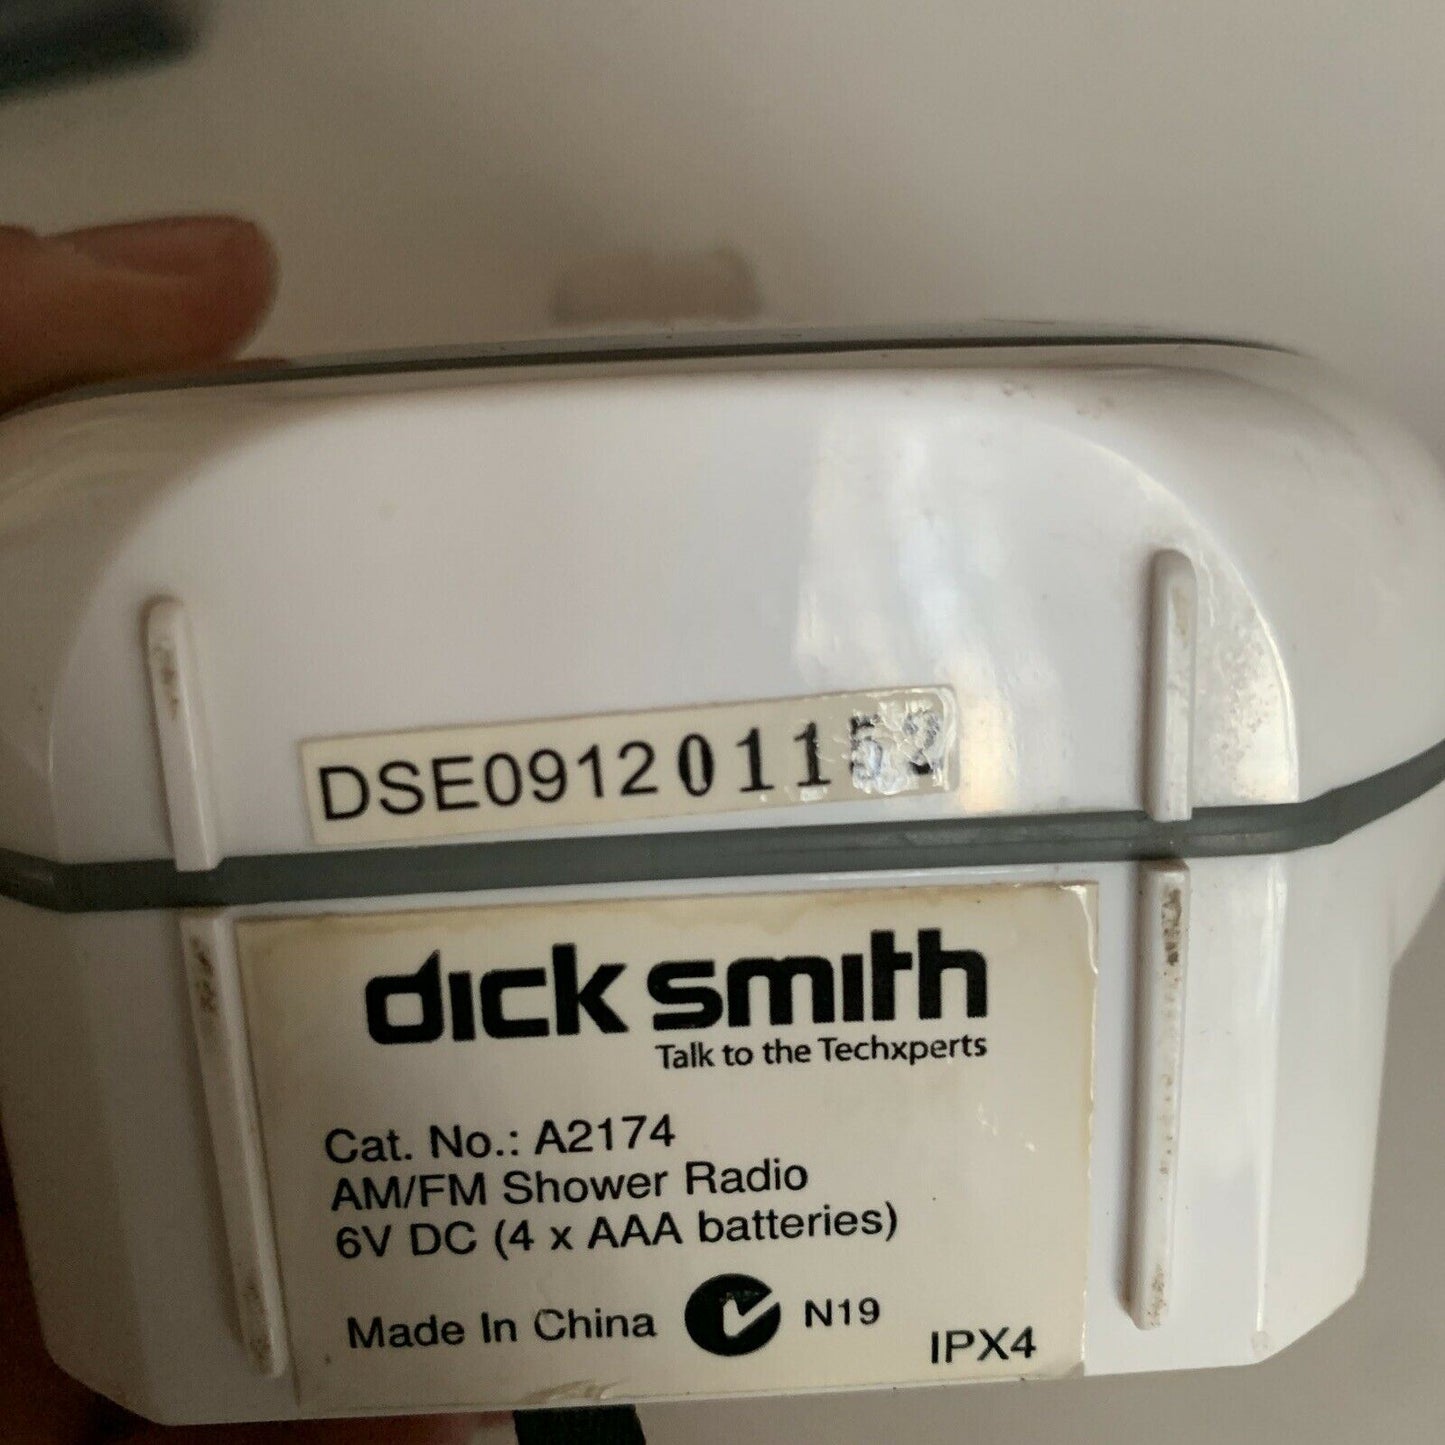 DSE091201152
dick smith
Talk to the Techxperts
Cat. No.: A2174
AM/FM Shower Radio
6V DC (4 x AAA batteries)
Made In China N19
IPX4